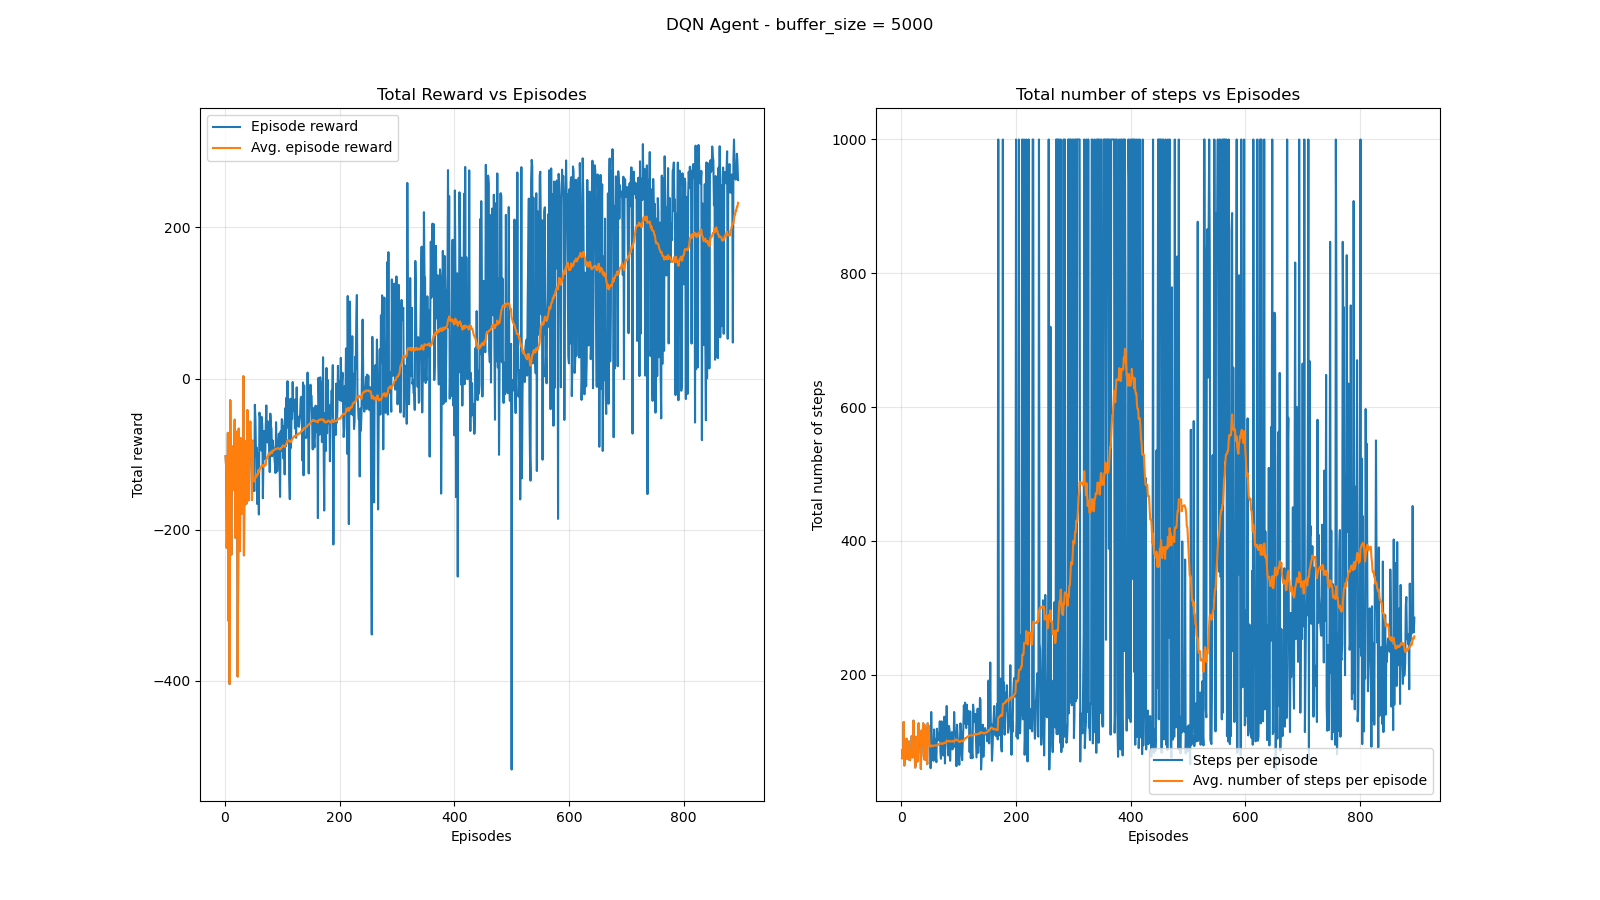 DQN Agent - buffer_size = 5000
Total Reward vs Episodes
Episode reward
Avg. episode reward
200
0
−200
−400
Total reward
0 200 400 600 800
Episodes
Total number of steps vs Episodes
1000
800
600
400
200
Total number of steps
Steps per episode
Avg. number of steps per episode
0 200 400 600 800
Episodes